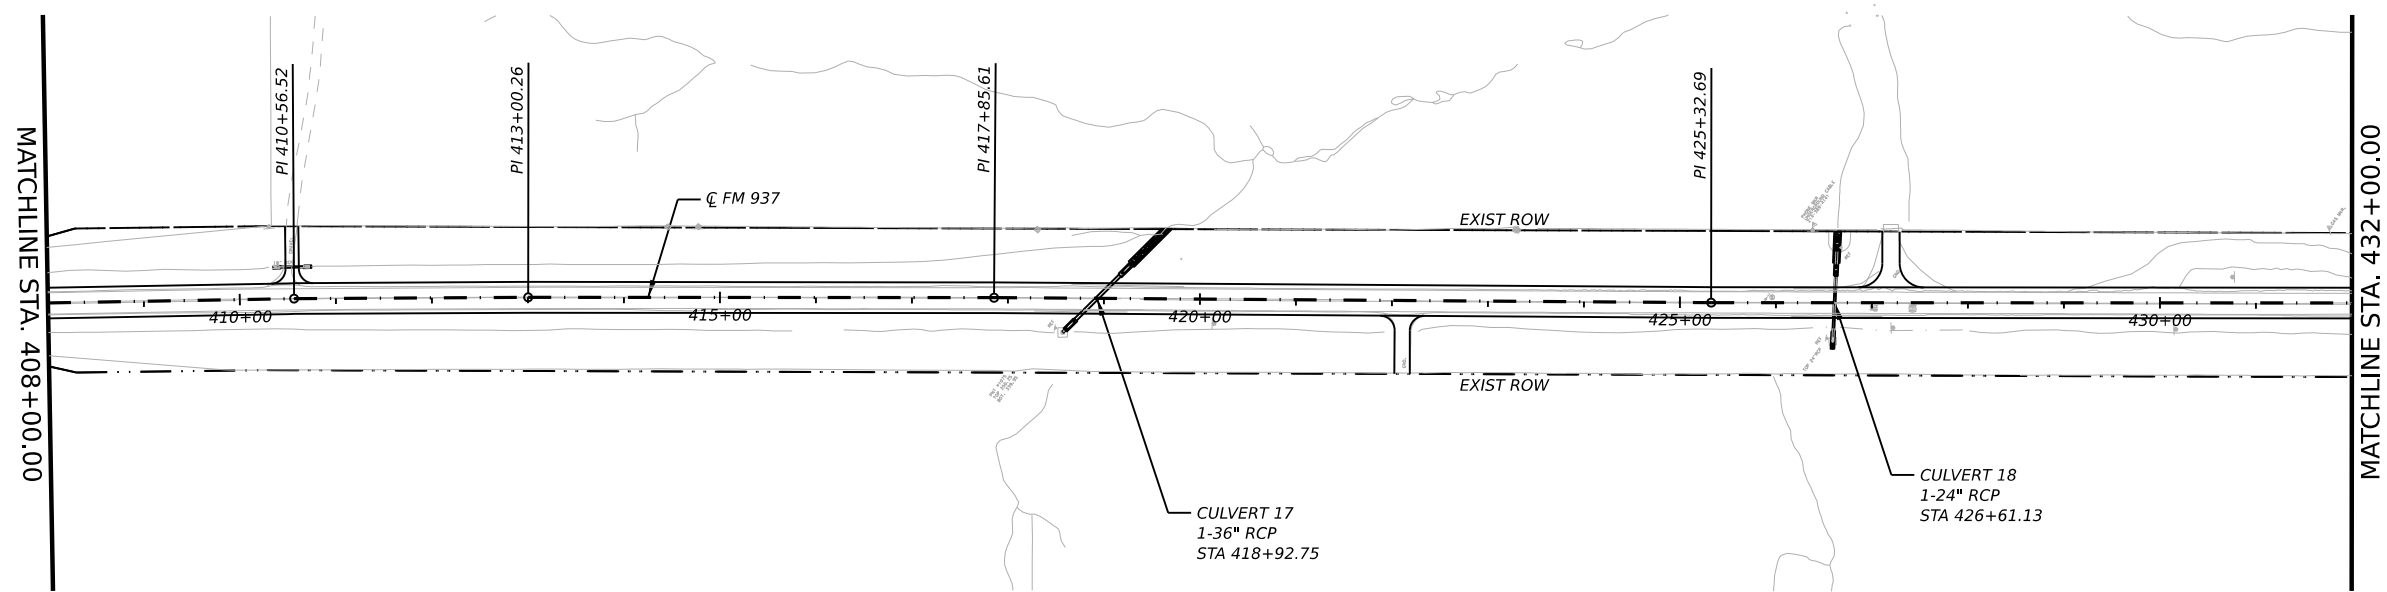 MATCHLINE STA. 408+00.00
PI 410+56.52
PI 413+00.26
PI 417+85.61
PI 425+32.69
MATCHLINE STA. 432+00.00
℄ FM 937
EXIST ROW
410+00
415+00
420+00
425+00
430+00
EXIST ROW
CULVERT 17
1-36" RCP
STA 418+92.75
CULVERT 18
1-24" RCP
STA 426+61.13